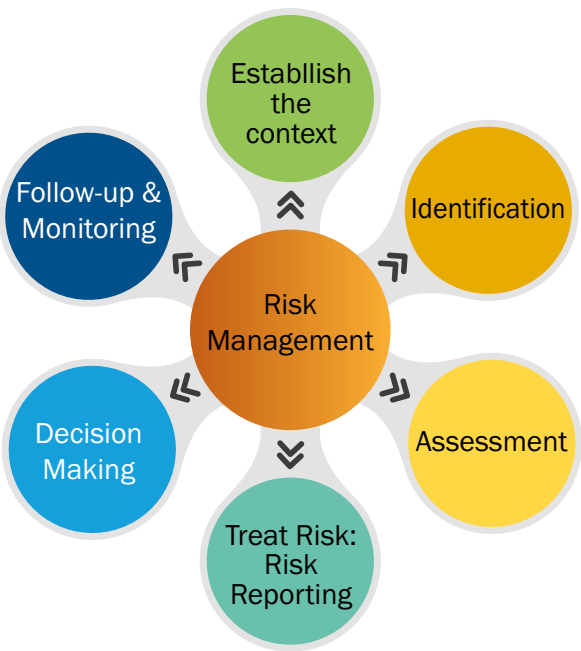 Establlish
the
context
Identification
Assessment
Treat Risk:
Risk
Reporting
Decision
Making
Follow-up &
Monitoring
Risk
Management